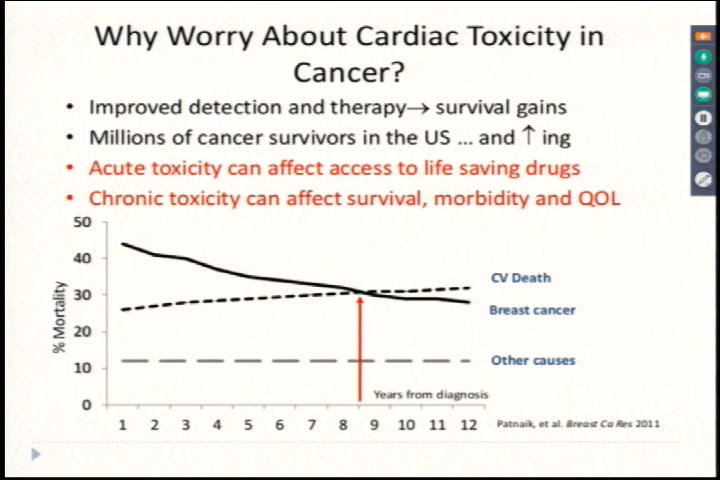 Why Worry About Cardiac Toxicity in
Cancer?
• Improved detection and therapy→ survival gains
• Millions of cancer survivors in the US ... and ↑ ing
• Acute toxicity can affect access to life saving drugs
• Chronic toxicity can affect survival, morbidity and QOL
50
40
30
20
10
0
% Mortality
CV Death
Breast cancer
Other causes
Years from diagnosis
1 2 3 4 5 6 7 8 9 10 11 12
Patnaik, et al. Breast Ca Res 2011